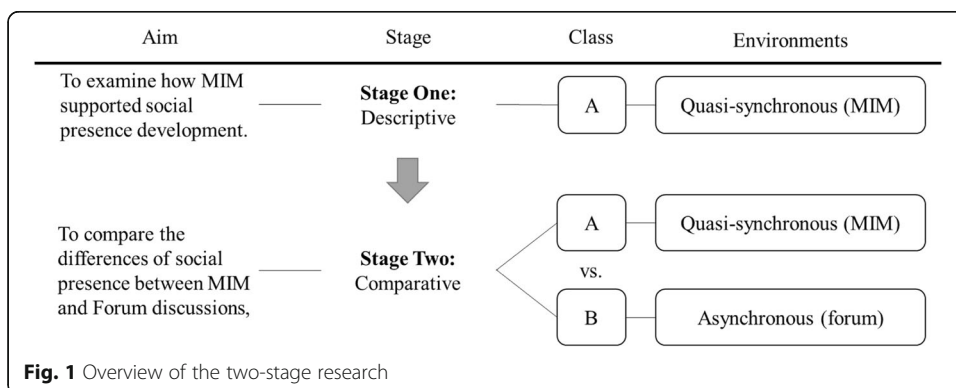 Aim Stage Class Environments
To examine how MIM
supported social
presence development.
Stage One:
Descriptive
A
Quasi-synchronous (MIM)
To compare the
differences of social
presence between MIM
and Forum discussions,
Stage Two:
Comparative
A
Quasi-synchronous (MIM)
vs.
B
Asynchronous (forum)
Fig. 1 Overview of the two-stage research